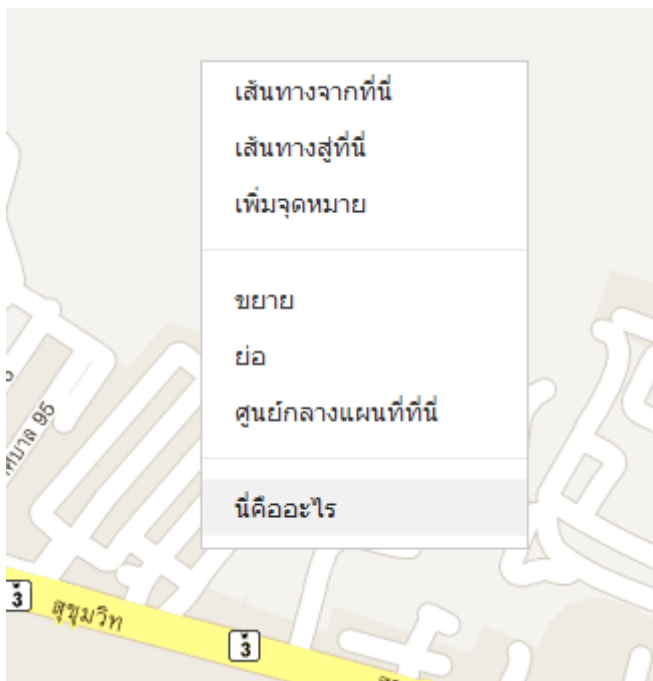 เส้นทางจากที่นี่
เส้นทางสู่ที่นี่
เพิ่มจุดหมาย
ขยาย
ย่อ
ศูนย์กลางแผนที่ที่นี่
นี่คืออะไร
95
3
สุขุมวิท
3